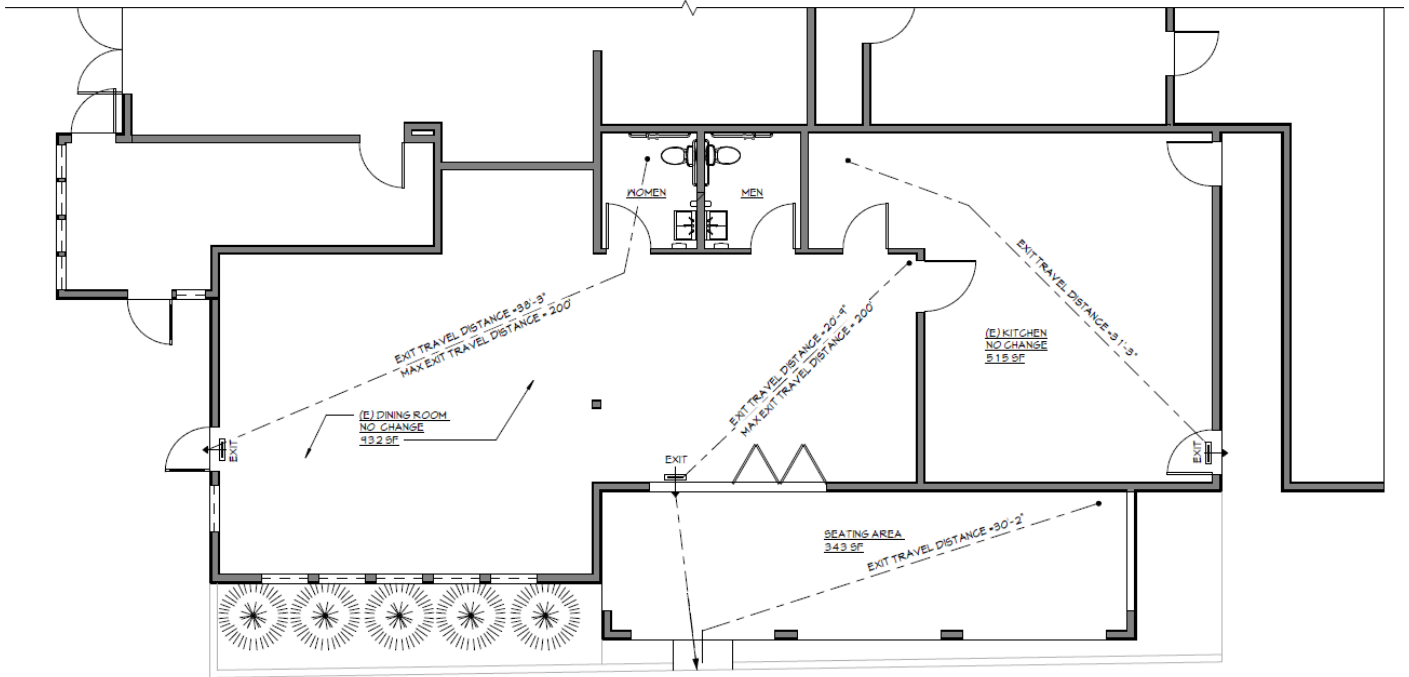 WOMEN
MEN
EXIT TRAVEL DISTANCE =38'-3"
MAX EXIT TRAVEL DISTANCE = 200'
EXIT TRAVEL DISTANCE =20'-9"
MAX EXIT TRAVEL DISTANCE = 200'
EXIT TRAVEL DISTANCE =31'-3"
(E) KITCHEN
NO CHANGE
515 SF
(E) DINING ROOM
NO CHANGE
932 SF
EXIT
EXIT
EXIT
SEATING AREA
343 SF
EXIT TRAVEL DISTANCE =30'-2"